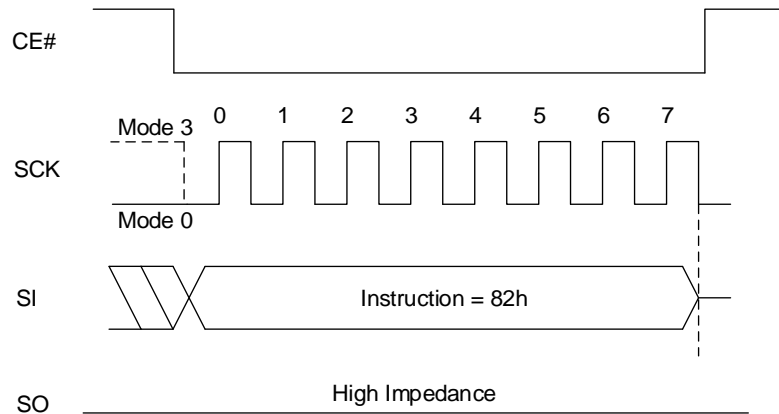 CE#
0 1 2 3 4 5 6 7
Mode 3
SCK
Mode 0
SI
Instruction = 82h
High Impedance
SO